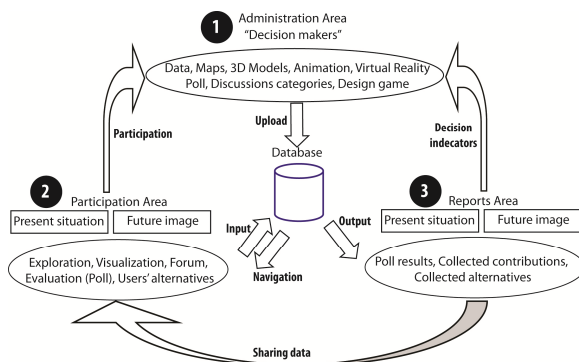 1
Administration Area
"Decision makers"
Data, Maps, 3D Models, Animation, Virtual Reality
Poll, Discussions categories, Design game
Participation
Upload
Decision
indecators
Database
2
Participation Area
Present situation
Future image
Exploration, Visualization, Forum,
Evaluation (Poll), Users' alternatives
Input
Navigation
Output
3
Reports Area
Present situation
Future image
Poll results, Collected contributions,
Collected alternatives
Sharing data